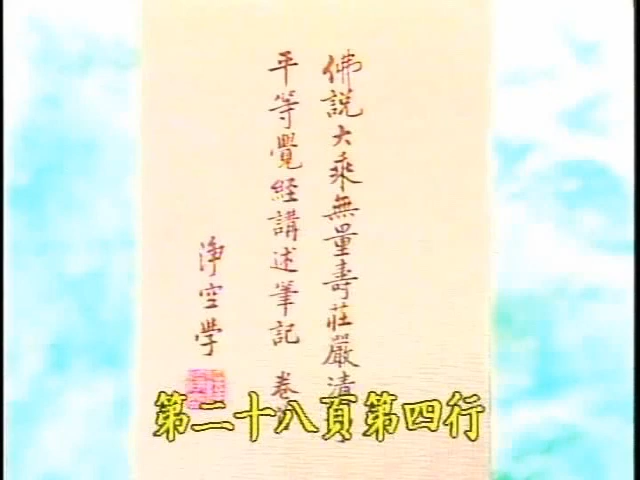 佛説大乘無量壽莊嚴清
平等覺經講述筆記 卷
淨空學
第二十八頁第四行